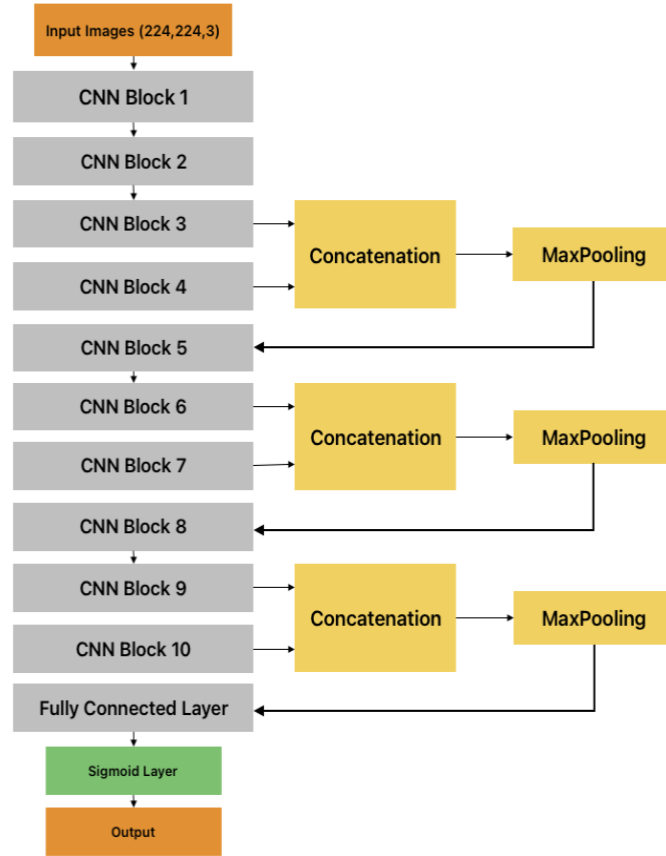 Input Images (224,224,3)
CNN Block 1
CNN Block 2
CNN Block 3
CNN Block 4
Concatenation
MaxPooling
CNN Block 5
CNN Block 6
CNN Block 7
Concatenation
MaxPooling
CNN Block 8
CNN Block 9
CNN Block 10
Concatenation
MaxPooling
Fully Connected Layer
Sigmoid Layer
Output